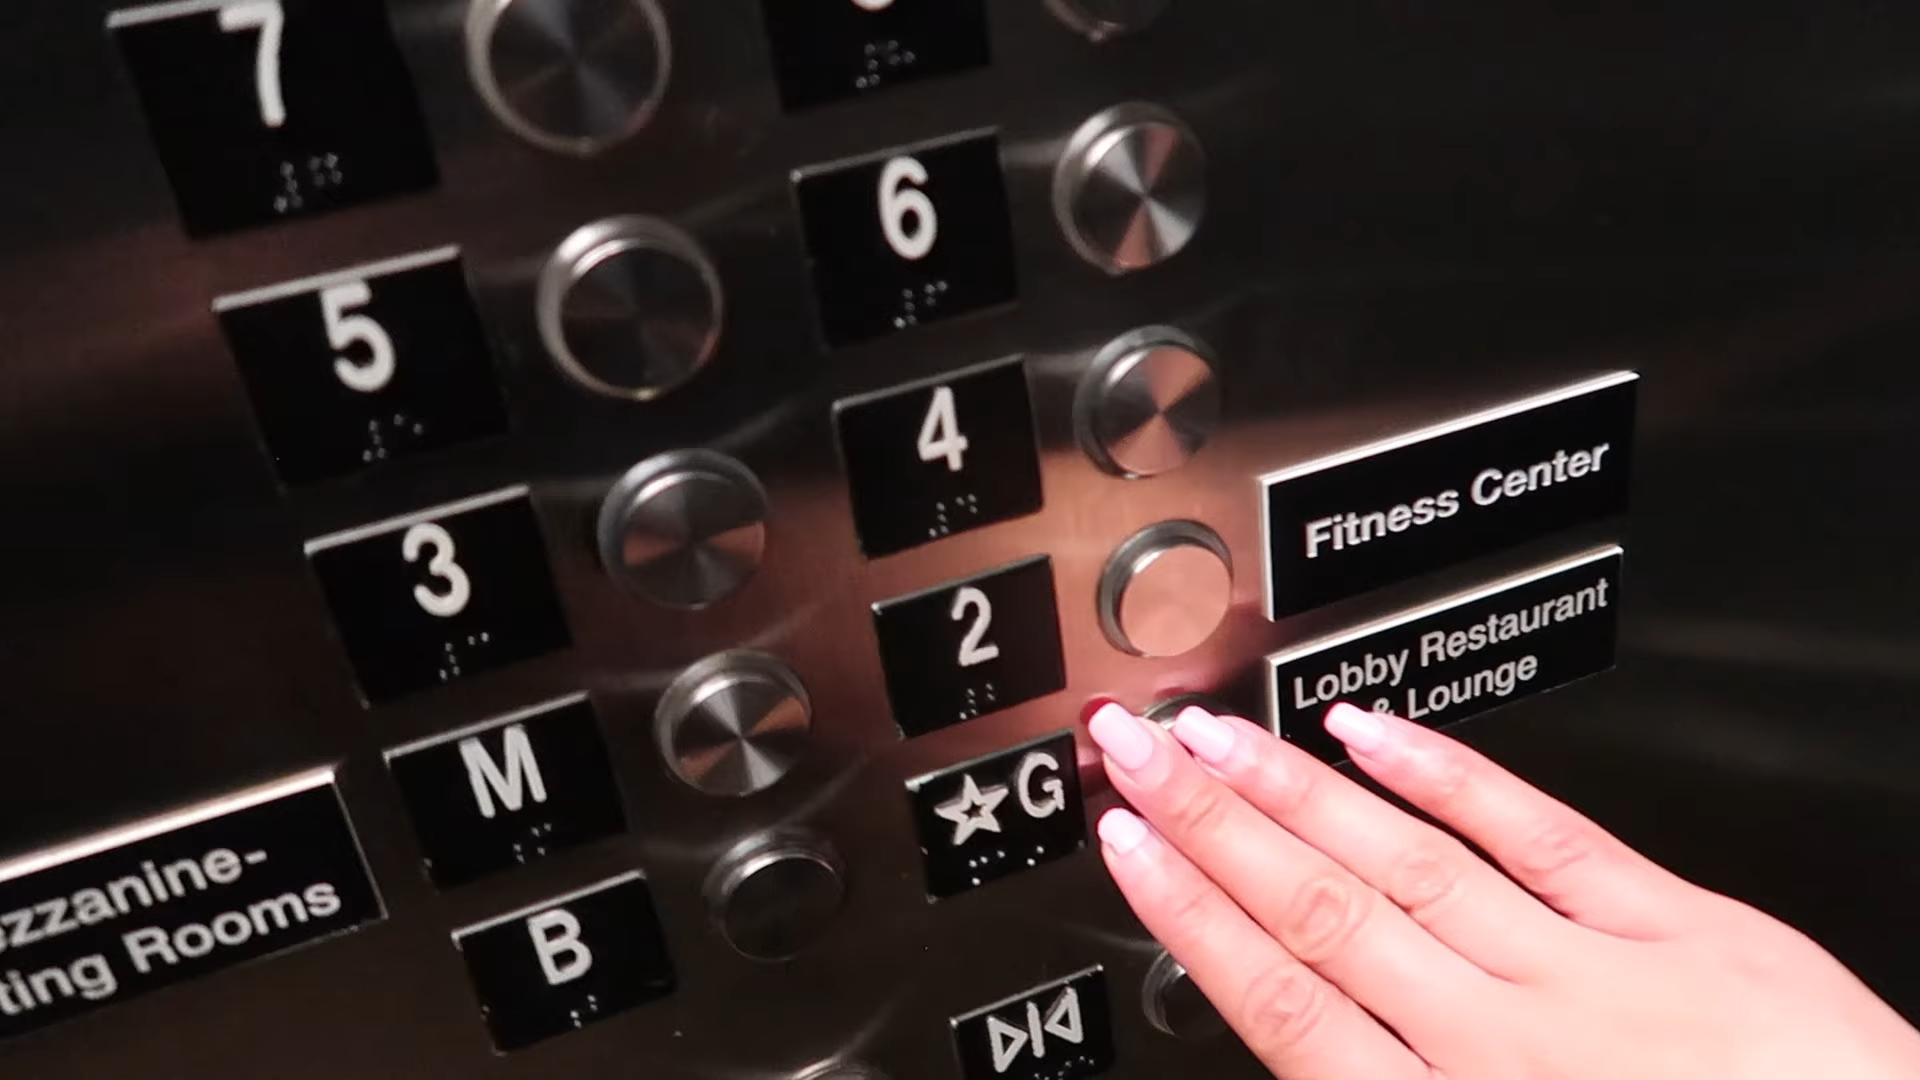 7
6
5
4
3
2
M
☆G
B
Fitness Center
Lobby Restaurant
& Lounge
zzanine-
ting Rooms
▷|◁